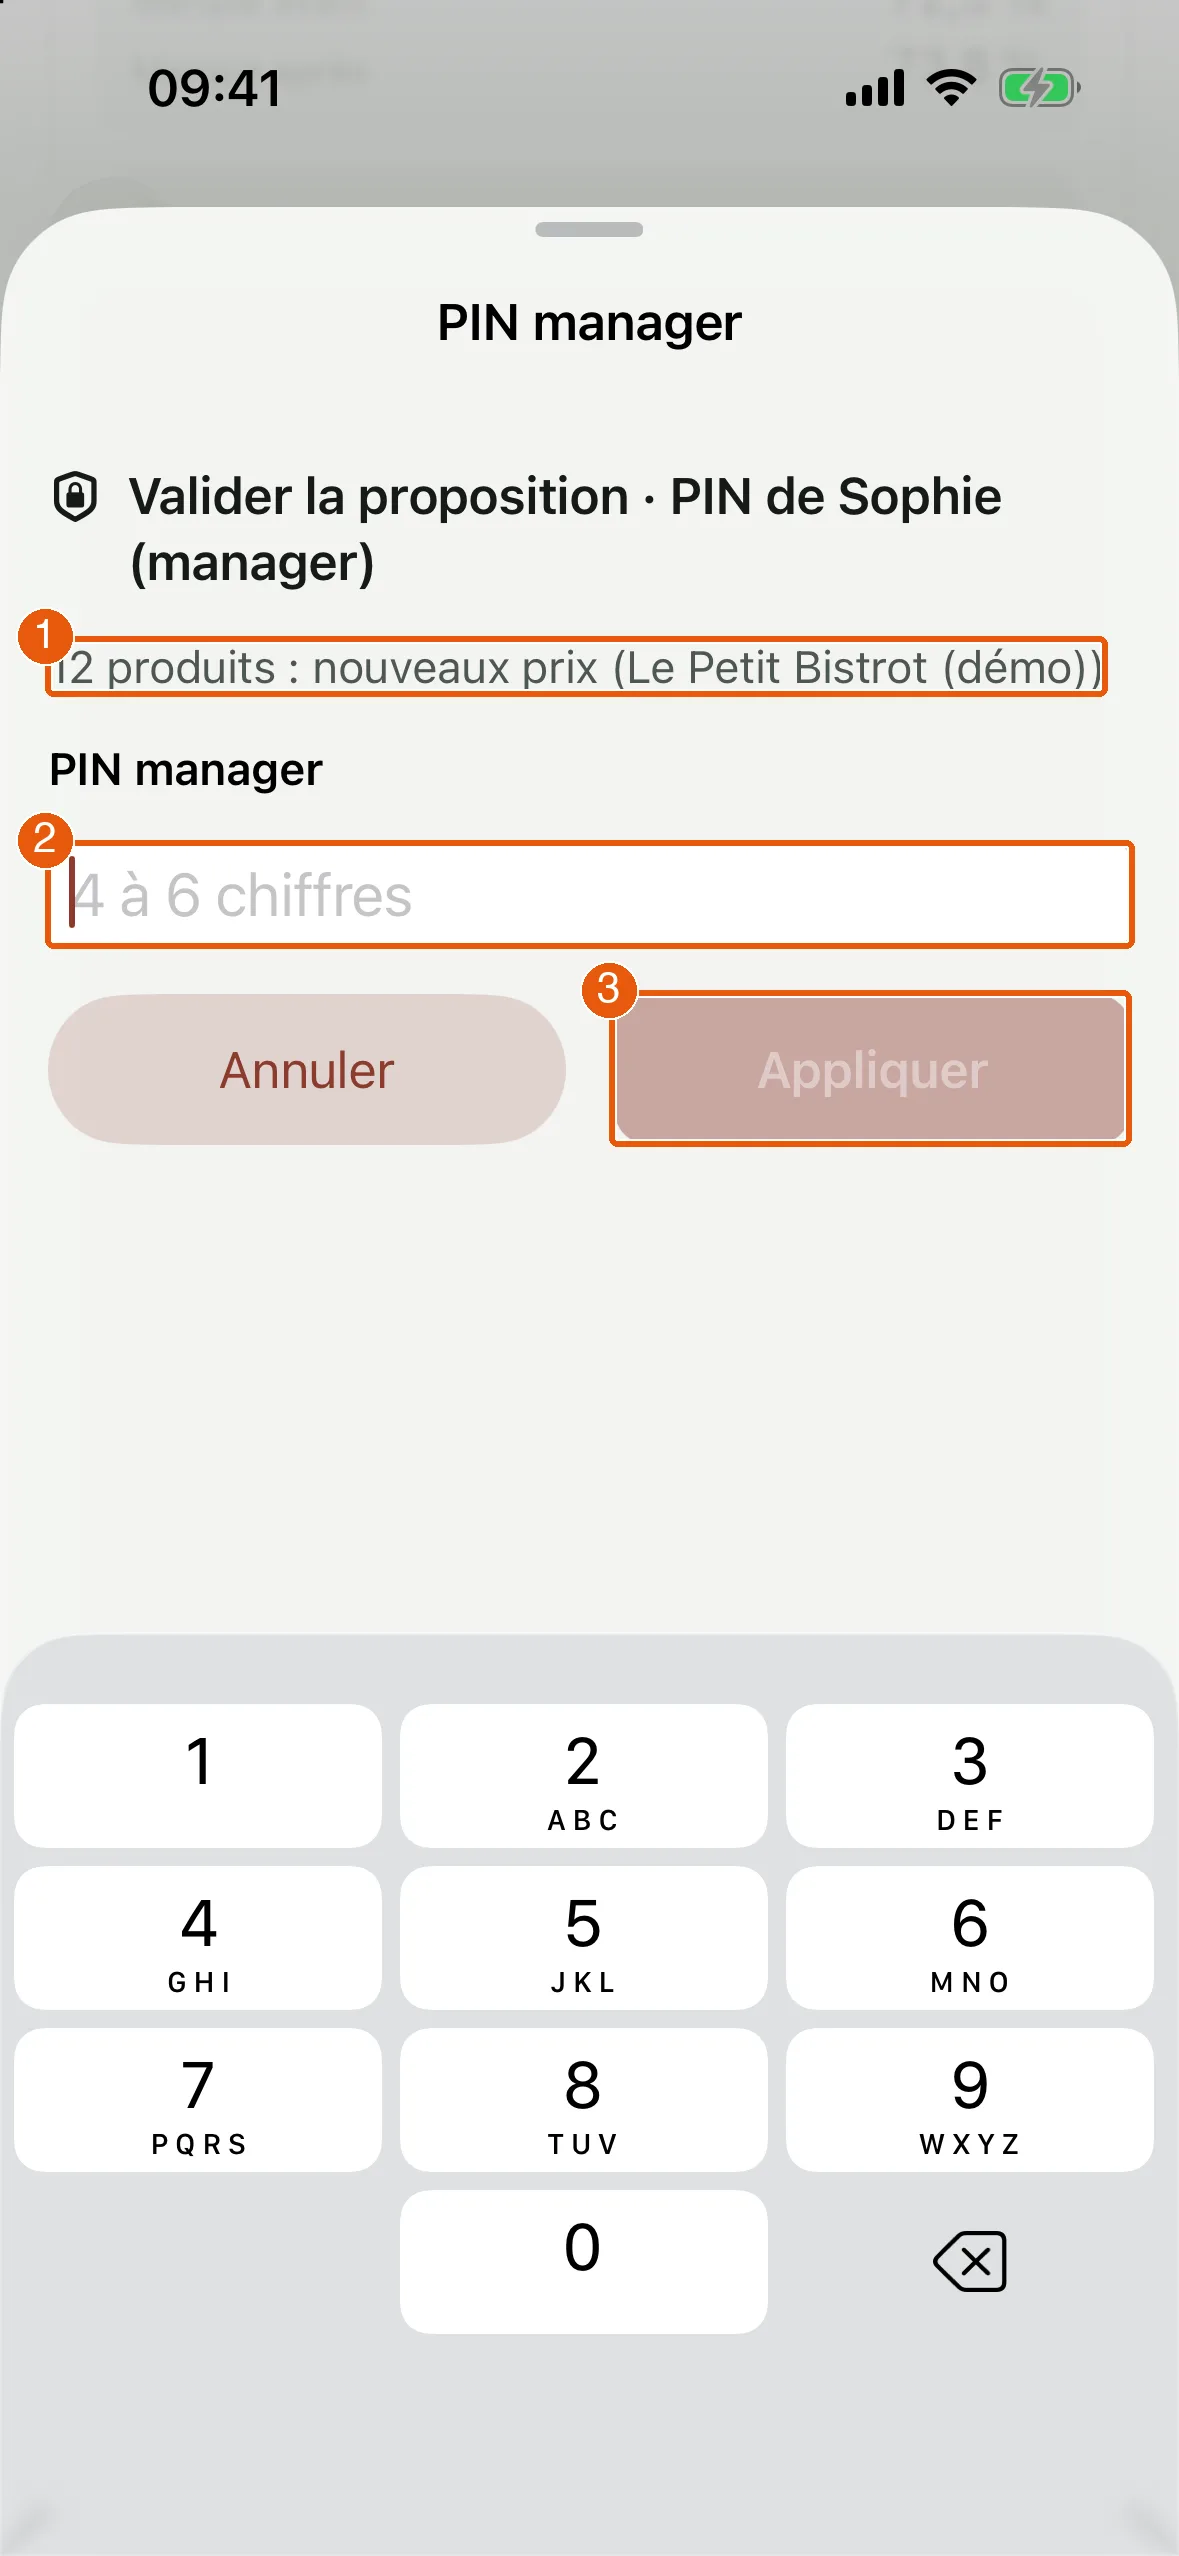 09:41
PIN manager
Valider la proposition · PIN de Sophie
(manager)
1
12 produits : nouveaux prix (Le Petit Bistrot (démo))
PIN manager
2
4 à 6 chiffres
3
Annuler
Appliquer
1
2
ABC
3
DEF
4
GHI
5
JKL
6
MNO
7
PQRS
8
TUV
9
WXYZ
0